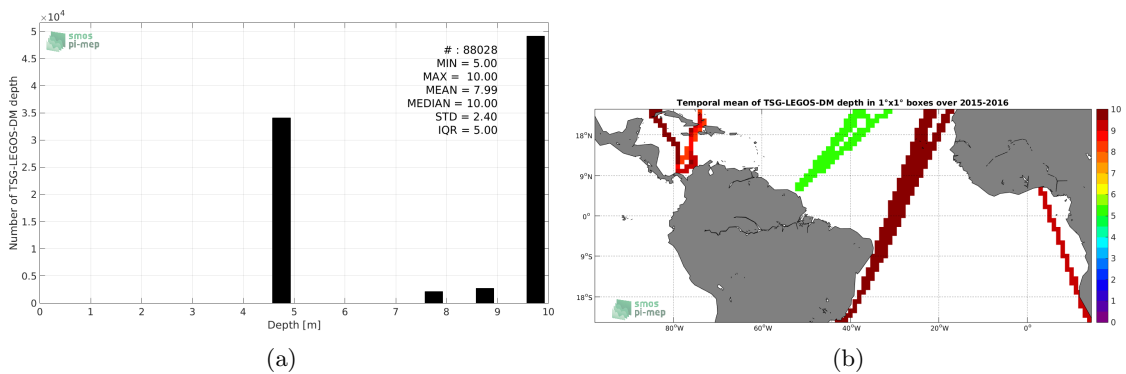 ×10⁴
smos
pi-mep
# : 88028
MIN = 5.00
MAX = 10.00
MEAN = 7.99
MEDIAN = 10.00
STD = 2.40
IQR = 5.00
5
4.5
4
3.5
3
2.5
2
1.5
1
0.5
0
Number of TSG-LEGOS-DM depth
0 1 2 3 4 5 6 7 8 9 10
Depth [m]
(a)
Temporal mean of TSG-LEGOS-DM depth in 1°x1° boxes over 2015-2016
18°N
9°N
0°
9°S
18°S
smos
pi-mep
80°W 60°W 40°W 20°W 0°
10
9
8
7
6
5
4
3
2
1
0
(b)